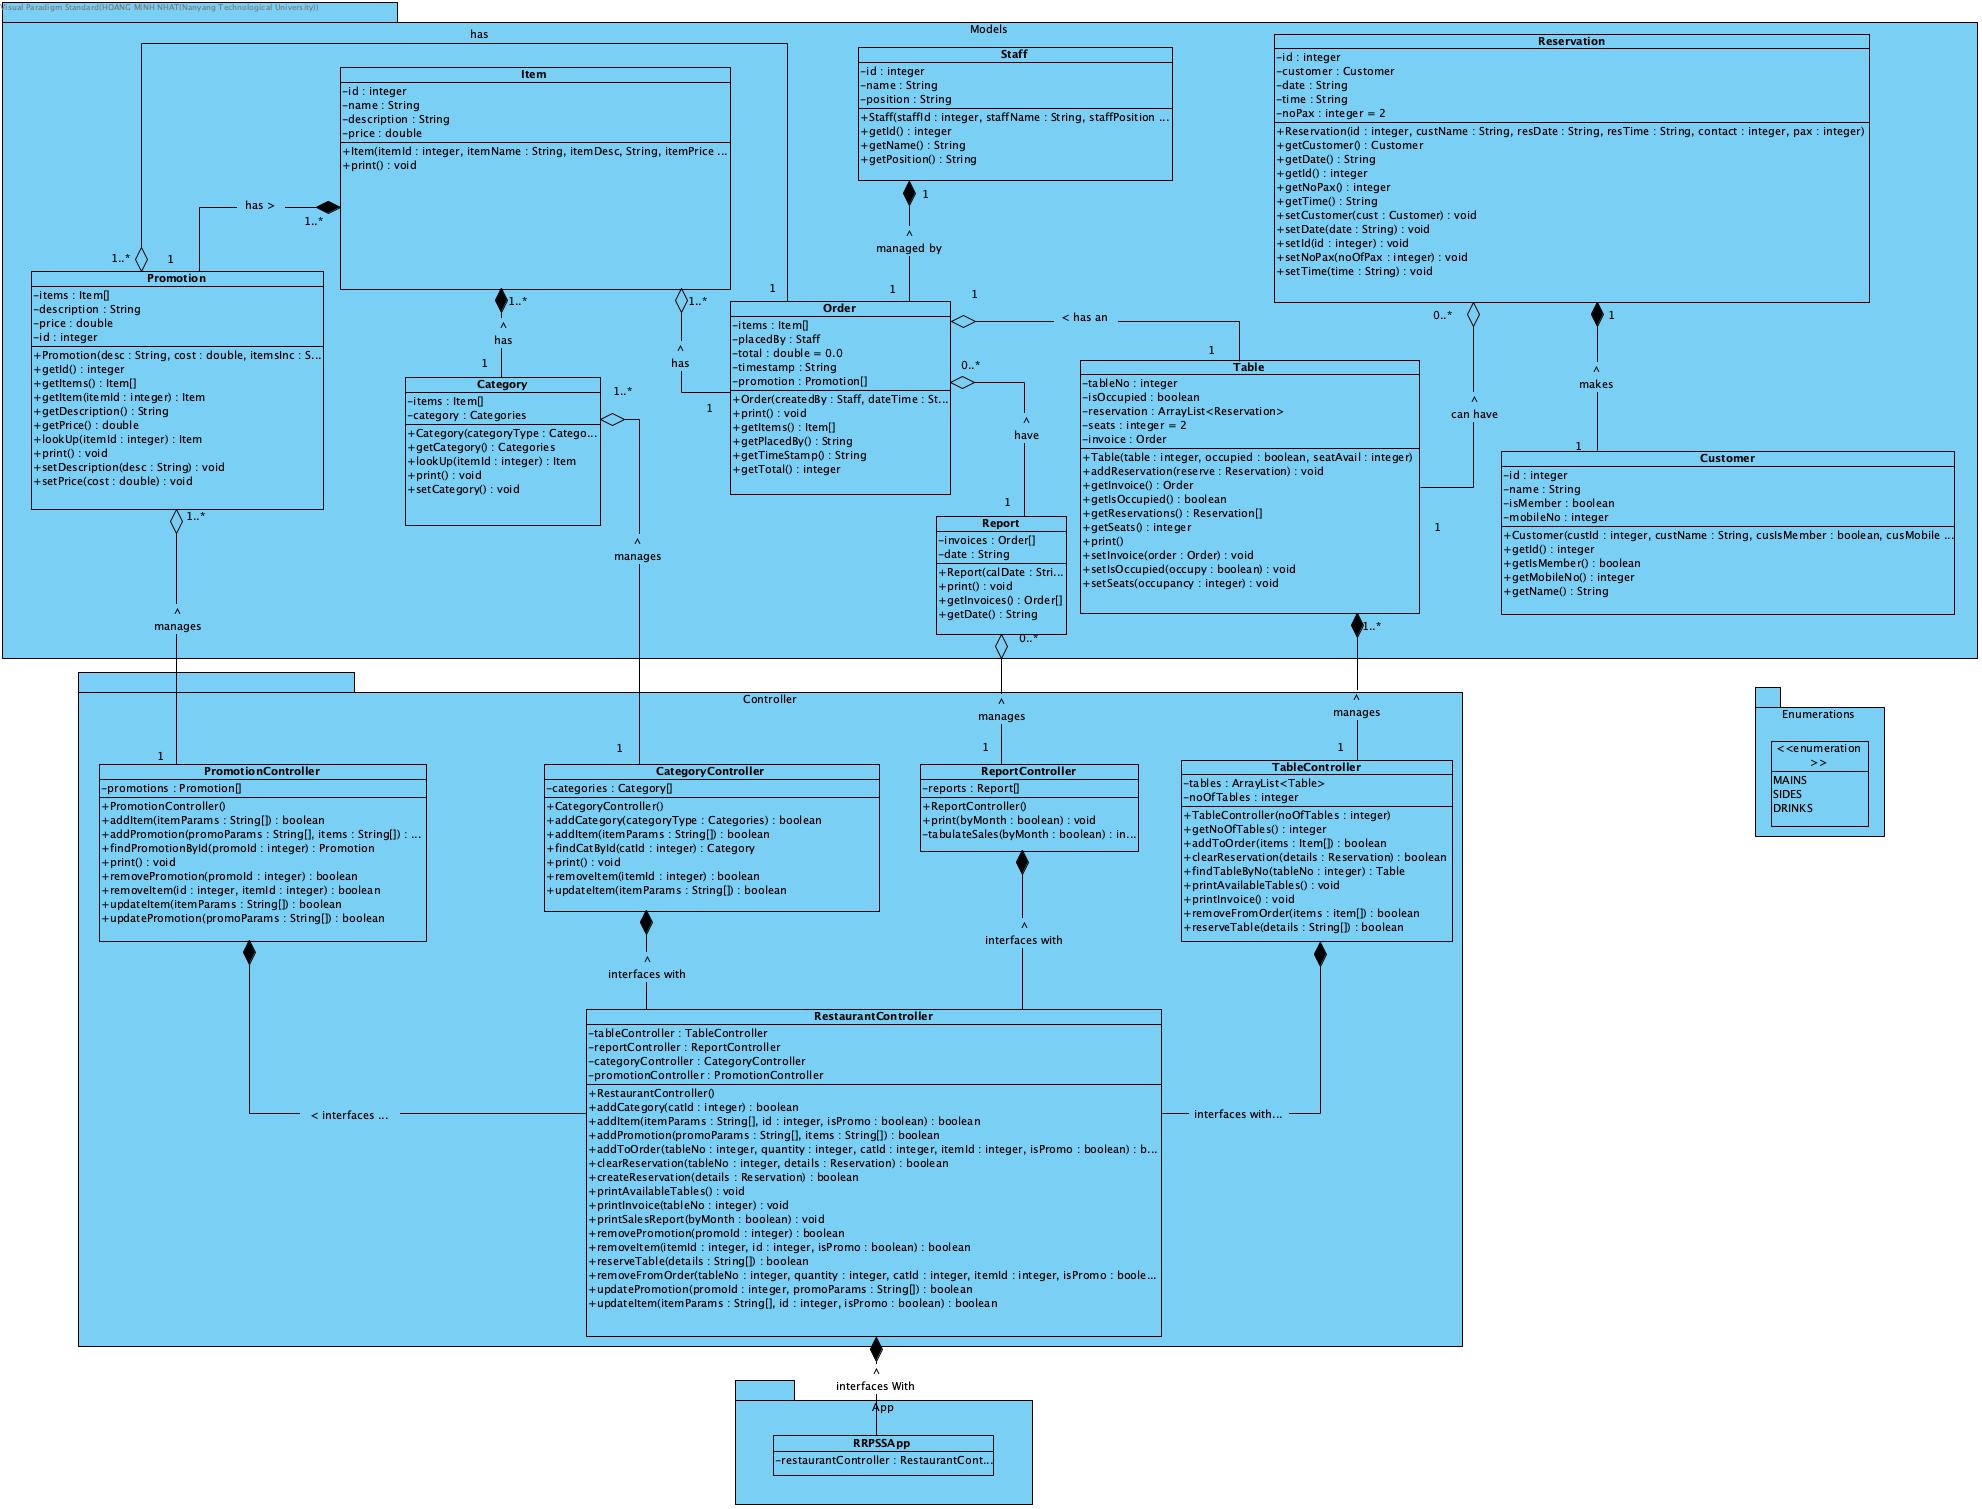 Visual Paradigm Standard(HOANG MINH NHAT(Nanyang Technological University))
Models
has
Item
-id : integer
-name : String
-description : String
-price : double
+Item(itemId : integer, itemName : String, itemDesc, String, itemPrice ...
+print() : void
Staff
-id : integer
-name : String
-position : String
+Staff(staffId : integer, staffName : String, staffPosition ...
+getId() : integer
+getName() : String
+getPosition() : String
Reservation
-id : integer
-customer : Customer
-date : String
-time : String
-noPax : integer = 2
+Reservation(id : integer, custName : String, resDate : String, resTime : String, contact : integer, pax : integer)
+getCustomer() : Customer
+getDate() : String
+getId() : integer
+getNoPax() : integer
+getTime() : String
+setCustomer(cust : Customer) : void
+setDate(date : String) : void
+setId(id : integer) : void
+setNoPax(noOfPax : integer) : void
+setTime(time : String) : void
has >
1..*
1..*
1
1
^
managed by
1
1
1
1..*
^
has
1
1..*
^
has
1
< has an
1
0..*
^
can have
1
1
^
makes
1
Promotion
-items : Item[]
-description : String
-price : double
-id : integer
+Promotion(desc : String, cost : double, itemsInc : S...
+getId() : integer
+getItems() : Item[]
+getItem(itemId : integer) : Item
+getDescription() : String
+getPrice() : double
+lookUp(itemId : integer) : Item
+print() : void
+setDescription(desc : String) : void
+setPrice(cost : double) : void
Category
-items : Item[]
-category : Categories
+Category(categoryType : Catego...
+getCategory() : Categories
+lookUp(itemId : integer) : Item
+print() : void
+setCategory() : void
1..*
Order
-items : Item[]
-placedBy : Staff
-total : double = 0.0
-timestamp : String
-promotion : Promotion[]
+Order(createdBy : Staff, dateTime : St...
+print() : void
+getItems() : Item[]
+getPlacedBy() : String
+getTimeStamp() : String
+getTotal() : integer
0..*
^
have
1
Report
-invoices : Order[]
-date : String
+Report(calDate : Stri...
+print() : void
+getInvoices() : Order[]
+getDate() : String
Table
-tableNo : integer
-isOccupied : boolean
-reservation : ArrayList<Reservation>
-seats : integer = 2
-invoice : Order
+Table(table : integer, occupied : boolean, seatAvail : integer)
+addReservation(reserve : Reservation) : void
+getInvoice() : Order
+getIsOccupied() : boolean
+getReservations() : Reservation[]
+getSeats() : integer
+print()
+setInvoice(order : Order) : void
+setIsOccupied(occupy : boolean) : void
+setSeats(occupancy : integer) : void
Customer
-id : integer
-name : String
-isMember : boolean
-mobileNo : integer
+Customer(custId : integer, custName : String, cusIsMember : boolean, cusMobile ...
+getId() : integer
+getIsMember() : boolean
+getMobileNo() : integer
+getName() : String
1..*
^
manages
1
^
manages
1
0..*
^
manages
1
1..*
^
manages
1
Controller
PromotionController
-promotions : Promotion[]
+PromotionController()
+addItem(itemParams : String[]) : boolean
+addPromotion(promoParams : String[], items : String[]) : ...
+findPromotionById(promoId : integer) : Promotion
+print() : void
+removePromotion(promoId : integer) : boolean
+removeItem(id : integer, itemId : integer) : boolean
+updateItem(itemParams : String[]) : boolean
+updatePromotion(promoParams : String[]) : boolean
CategoryController
-categories : Category[]
+CategoryController()
+addCategory(categoryType : Categories) : boolean
+addItem(itemParams : String[]) : boolean
+findCatById(catId : integer) : Category
+print() : void
+removeItem(itemId : integer) : boolean
+updateItem(itemParams : String[]) : boolean
ReportController
-reports : Report[]
+ReportController()
+print(byMonth : boolean) : void
-tabulateSales(byMonth : boolean) : in...
TableController
-tables : ArrayList<Table>
-noOfTables : integer
+TableController(noOfTables : integer)
+getNoOfTables() : integer
+addToOrder(items : Item[]) : boolean
+clearReservation(details : Reservation) : boolean
+findTableByNo(tableNo : integer) : Table
+printAvailableTables() : void
+printInvoice() : void
+removeFromOrder(items : item[]) : boolean
+reserveTable(details : String[]) : boolean
Enumerations
<<enumeration
>>
MAINS
SIDES
DRINKS
^
interfaces with
^
interfaces with
< interfaces ...
interfaces with...
RestaurantController
-tableController : TableController
-reportController : ReportController
-categoryController : CategoryController
-promotionController : PromotionController
+RestaurantController()
+addCategory(catId : integer) : boolean
+addItem(itemParams : String[], id : integer, isPromo : boolean) : boolean
+addPromotion(promoParams : String[], items : String[]) : boolean
+addToOrder(tableNo : integer, quantity : integer, catId : integer, itemId : integer, isPromo : boolean) : b...
+clearReservation(tableNo : integer, details : Reservation) : boolean
+createReservation(details : Reservation) : boolean
+printAvailableTables() : void
+printInvoice(tableNo : integer) : void
+printSalesReport(byMonth : boolean) : void
+removePromotion(promoId : integer) : boolean
+removeItem(itemId : integer, id : integer, isPromo : boolean) : boolean
+reserveTable(details : String[]) : boolean
+removeFromOrder(tableNo : integer, quantity : integer, catId : integer, itemId : integer, isPromo : boole...
+updatePromotion(promoId : integer, promoParams : String[]) : boolean
+updateItem(itemParams : String[], id : integer, isPromo : boolean) : boolean
^
interfaces With
App
RRPSSApp
-restaurantController : RestaurantCont...